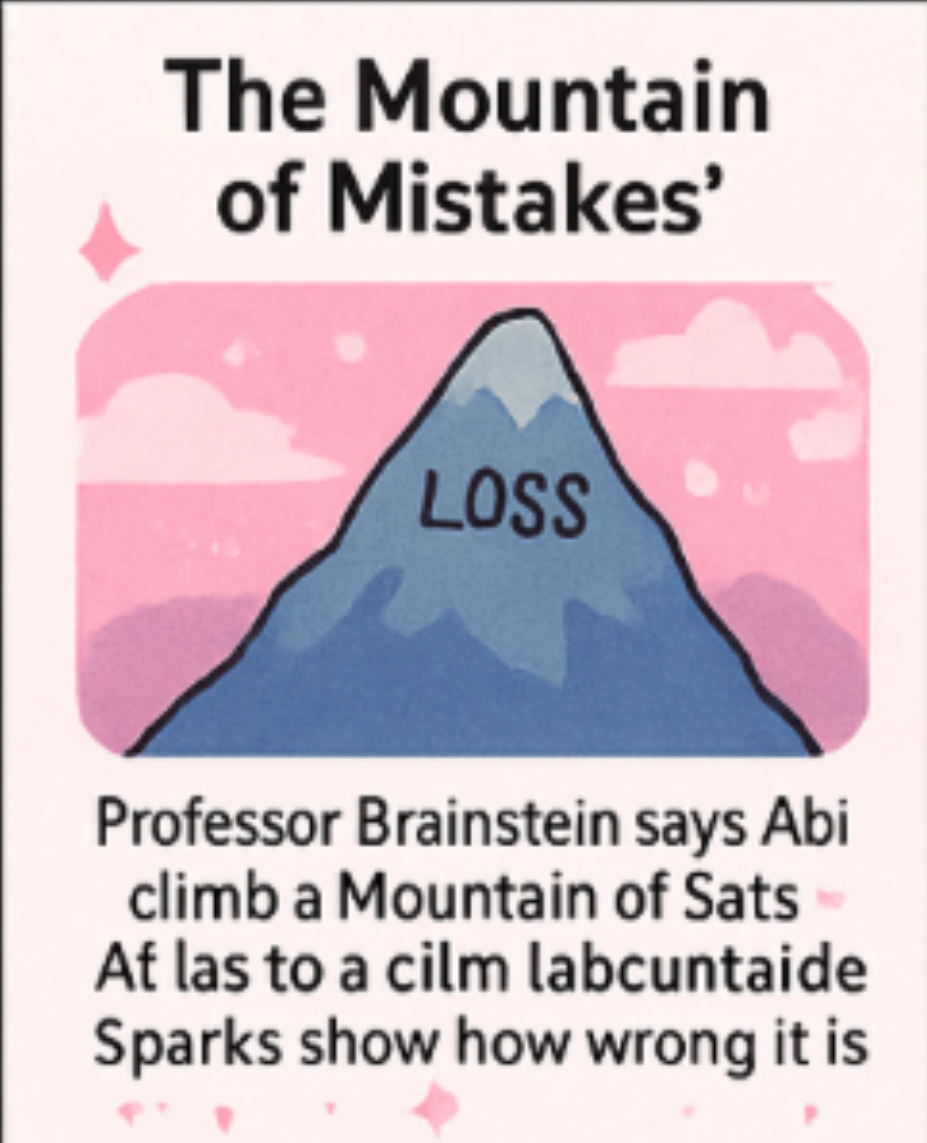 The Mountain
of Mistakes’
LOSS
Professor Brainstein says Abi
climb a Mountain of Sats
Af las to a cilm labcuntaide
Sparks show how wrong it is